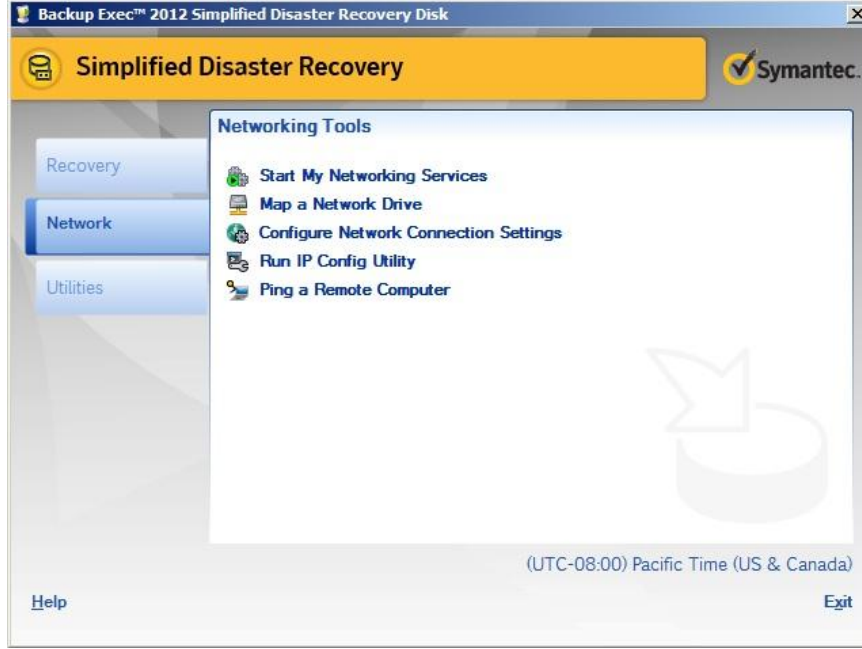 Backup Exec™ 2012 Simplified Disaster Recovery Disk
Simplified Disaster Recovery
Symantec.
Networking Tools
Recovery
Start My Networking Services
Map a Network Drive
Network
Configure Network Connection Settings
Run IP Config Utility
Utilities
Ping a Remote Computer
(UTC-08:00) Pacific Time (US & Canada)
Help
Exit